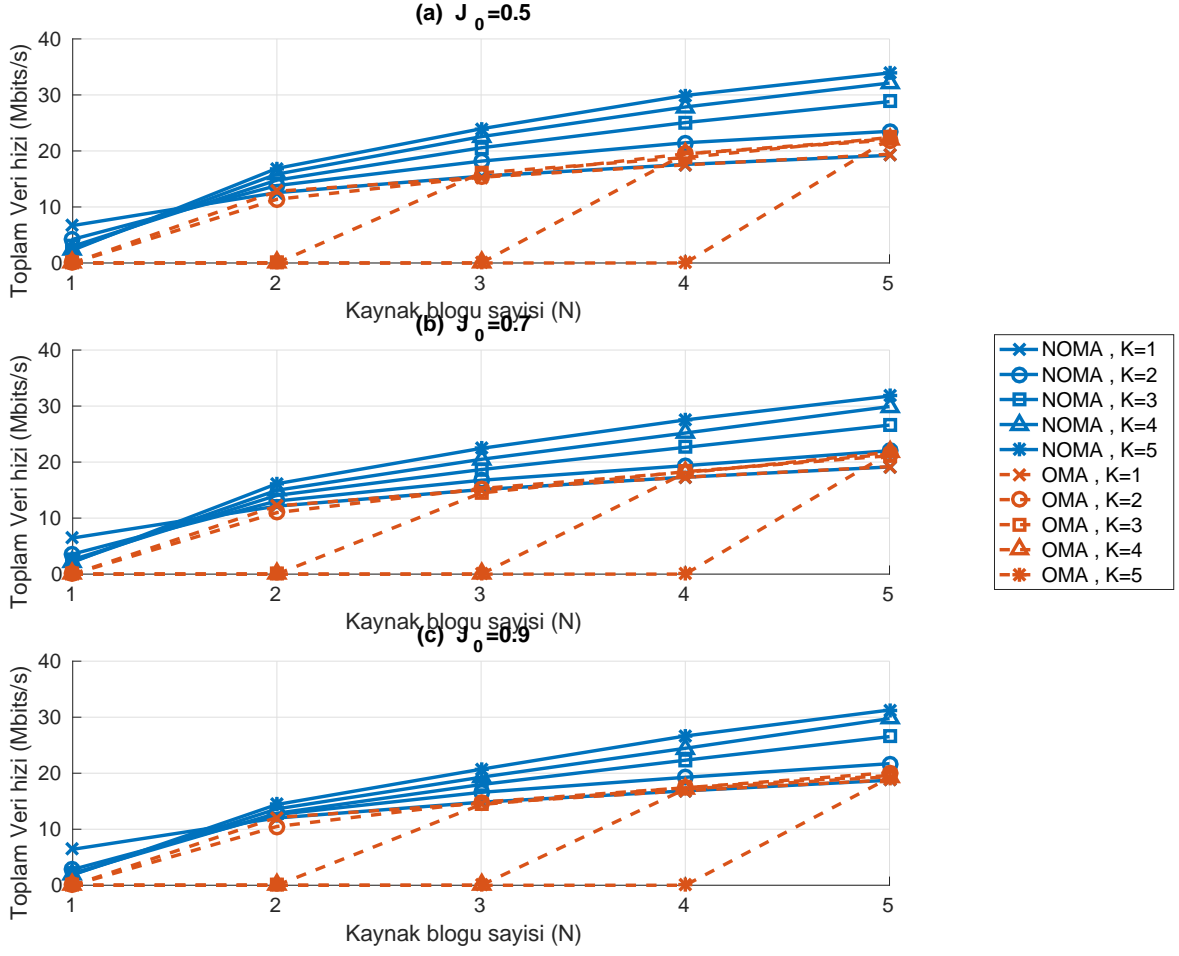 (a) J 0=0.5
Toplam Veri hizi (Mbits/s)
40
30
20
10
0
1 2 3 4 5
Kaynak blogu sayisi (N)
(b) J 0=0.7
Toplam Veri hizi (Mbits/s)
40
30
20
10
0
1 2 3 4 5
Kaynak blogu sayisi (N)
(c) J 0=0.9
Toplam Veri hizi (Mbits/s)
40
30
20
10
0
1 2 3 4 5
Kaynak blogu sayisi (N)
NOMA , K=1
NOMA , K=2
NOMA , K=3
NOMA , K=4
NOMA , K=5
OMA , K=1
OMA , K=2
OMA , K=3
OMA , K=4
OMA , K=5